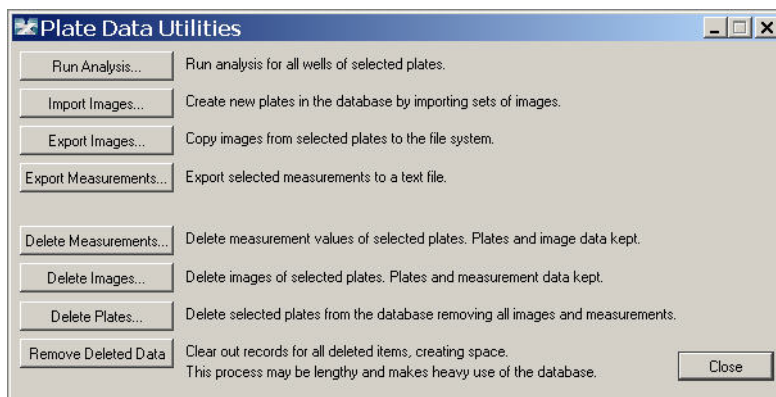 Plate Data Utilities
Run Analysis... Run analysis for all wells of selected plates.
Import Images... Create new plates in the database by importing sets of images.
Export Images... Copy images from selected plates to the file system.
Export Measurements... Export selected measurements to a text file.
Delete Measurements... Delete measurement values of selected plates. Plates and image data kept.
Delete Images... Delete images of selected plates. Plates and measurement data kept.
Delete Plates... Delete selected plates from the database removing all images and measurements.
Remove Deleted Data Clear out records for all deleted items, creating space.
This process may be lengthy and makes heavy use of the database.
Close